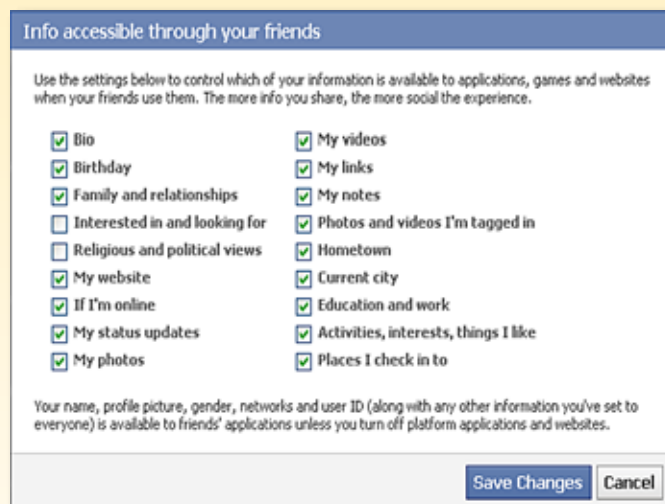 Info accessible through your friends
Use the settings below to control which of your information is available to applications, games and websites
when your friends use them. The more info you share, the more social the experience.
Bio
Birthday
Family and relationships
Interested in and looking for
Religious and political views
My website
If I'm online
My status updates
My photos
My videos
My links
My notes
Photos and videos I'm tagged in
Hometown
Current city
Education and work
Activities, interests, things I like
Places I check in to
Your name, profile picture, gender, networks and user ID (along with any other information you've set to
everyone) is available to friends' applications unless you turn off platform applications and websites.
Save Changes
Cancel